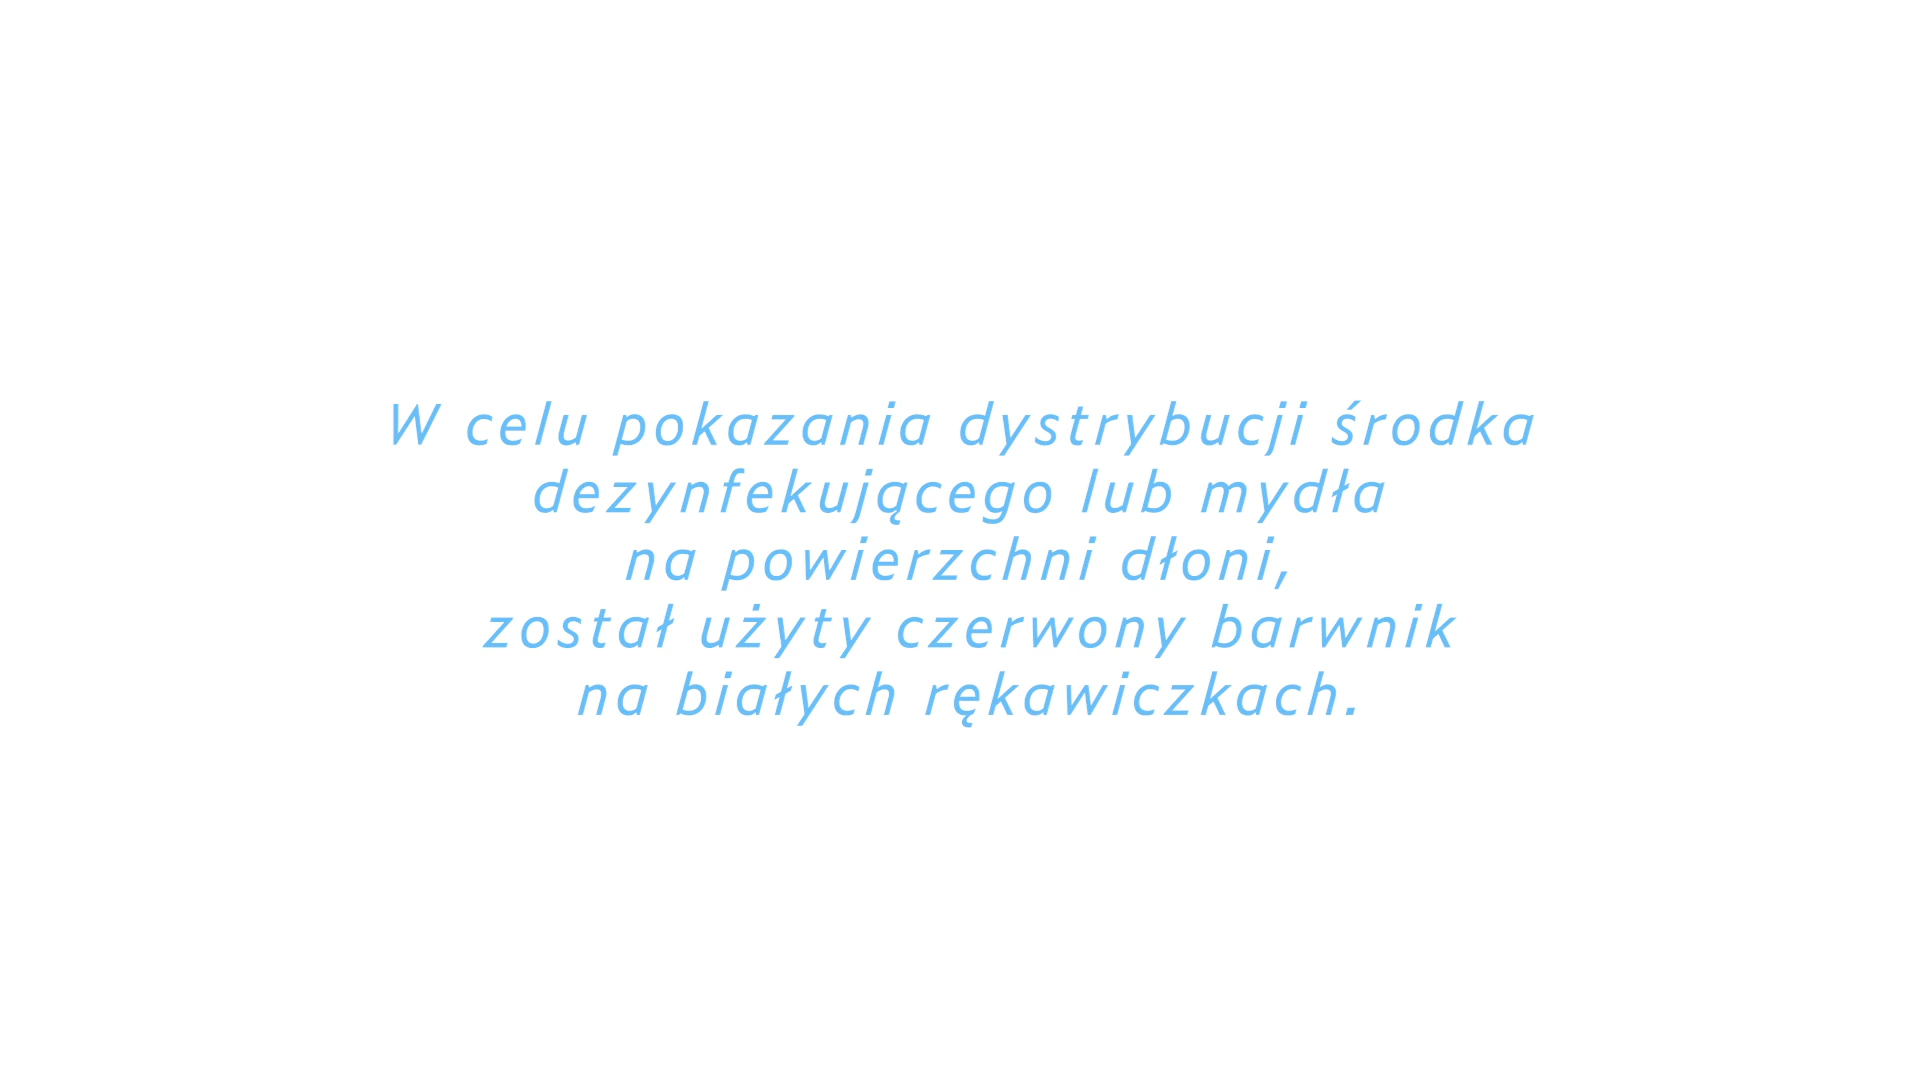 W celu pokazania dystrybucji środka
dezynfekującego lub mydła
na powierzchni dłoni,
został użyty czerwony barwnik
na białych rękawiczkach.